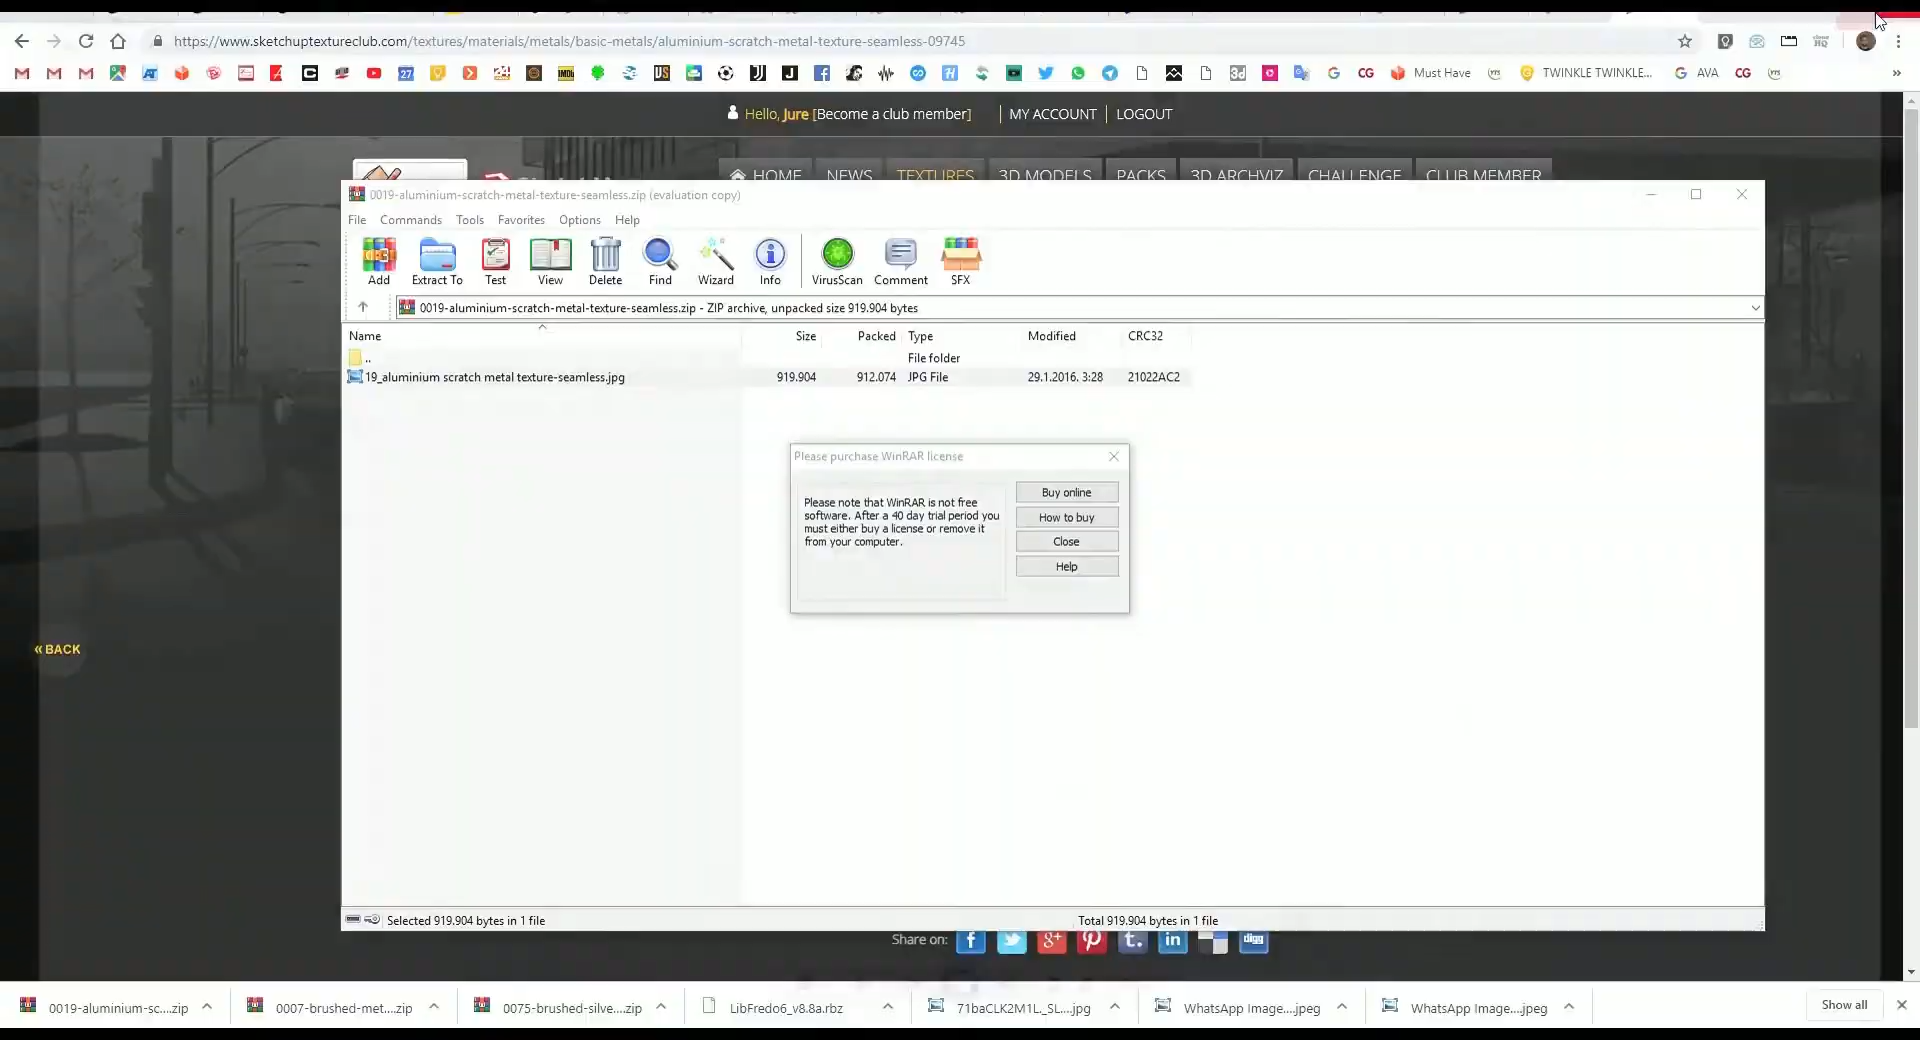 https://www.sketchuptextureclub.com/textures/materials/metals/basic-metals/aluminium-scratch-metal-texture-seamless-09745
Must Have
TWINKLE TWINKLE...
AVA
Hello, Jure [Become a club member]
MY ACCOUNT
LOGOUT
HOME
NEWS
TEXTURES
3D MODELS
PACKS
3D ARCHVIZ
CHALLENGE
CLUB MEMBER
0019-aluminium-scratch-metal-texture-seamless.zip (evaluation copy)
File Commands Tools Favorites Options Help
Add
Extract To
Test
View
Delete
Find
Wizard
Info
VirusScan
Comment
SFX
0019-aluminium-scratch-metal-texture-seamless.zip - ZIP archive, unpacked size 919.904 bytes
Name Size Packed Type Modified CRC32
.. File folder
19_aluminium scratch metal texture-seamless.jpg 919.904 912.074 JPG File 29.1.2016. 3:28 21022AC2
Please purchase WinRAR license
Please note that WinRAR is not free
software. After a 40 day trial period you
must either buy a license or remove it
from your computer.
Buy online
How to buy
Close
Help
« BACK
Selected 919.904 bytes in 1 file
Total 919.904 bytes in 1 file
Share on:
digg
0019-aluminium-sc....zip
0007-brushed-met....zip
0075-brushed-silve....zip
LibFredo6_v8.8a.rbz
71baCLK2M1L._SL....jpg
WhatsApp Image....jpeg
WhatsApp Image....jpeg
Show all